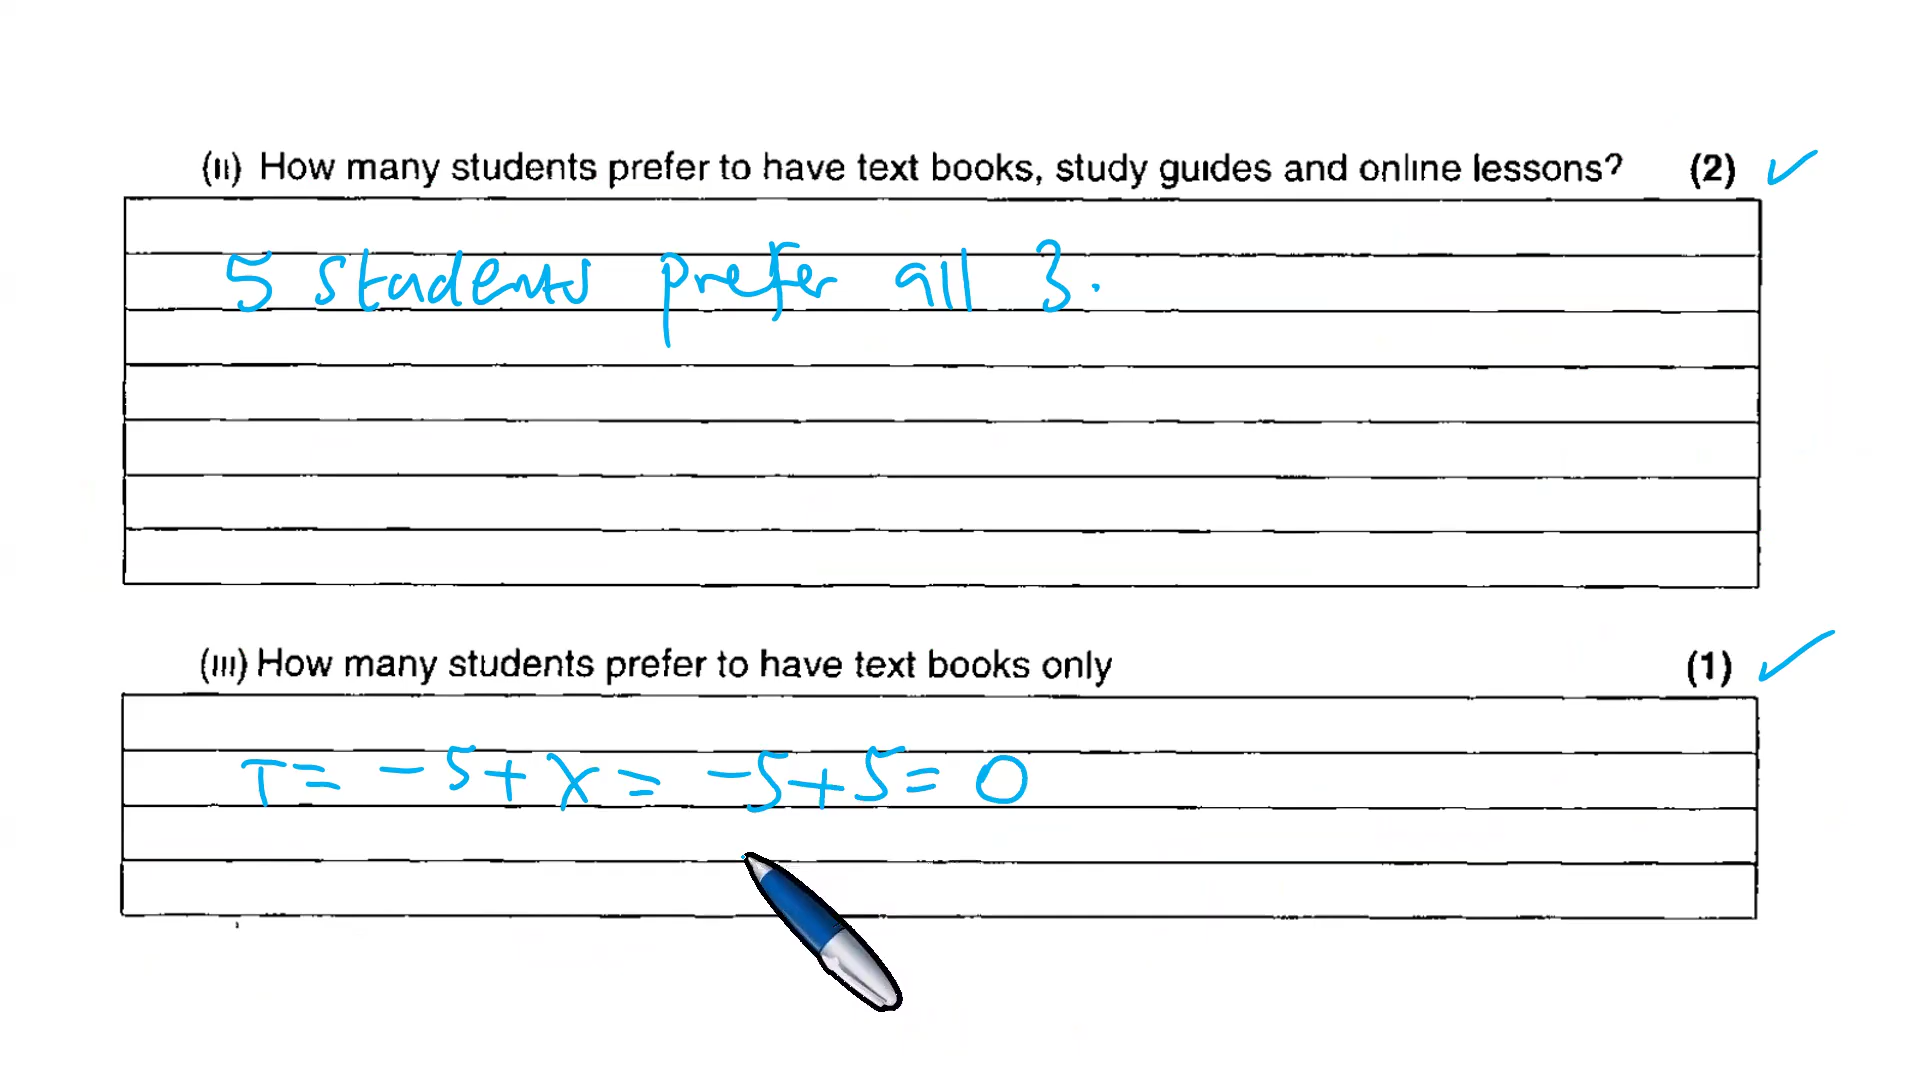 (ii) How many students prefer to have text books, study guides and online lessons? (2) ✓
5 students prefer all 3.
(iii) How many students prefer to have text books only (1) ✓
T = -5 + x = -5 + 5 = 0